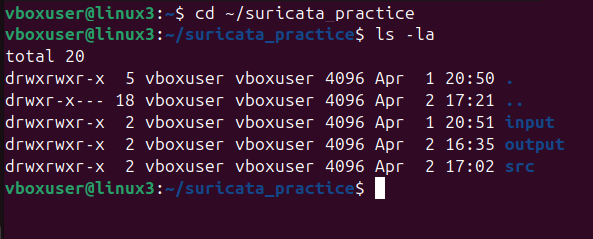 vboxuser@linux3:~$ cd ~/suricata_practice
vboxuser@linux3:~/suricata_practice$ ls -la
total 20
drwxrwxr-x  5 vboxuser vboxuser 4096 Apr  1 20:50 .
drwxr-x--- 18 vboxuser vboxuser 4096 Apr  2 17:21 ..
drwxrwxr-x  2 vboxuser vboxuser 4096 Apr  1 20:51 input
drwxrwxr-x  2 vboxuser vboxuser 4096 Apr  2 16:35 output
drwxrwxr-x  2 vboxuser vboxuser 4096 Apr  2 17:02 src
vboxuser@linux3:~/suricata_practice$